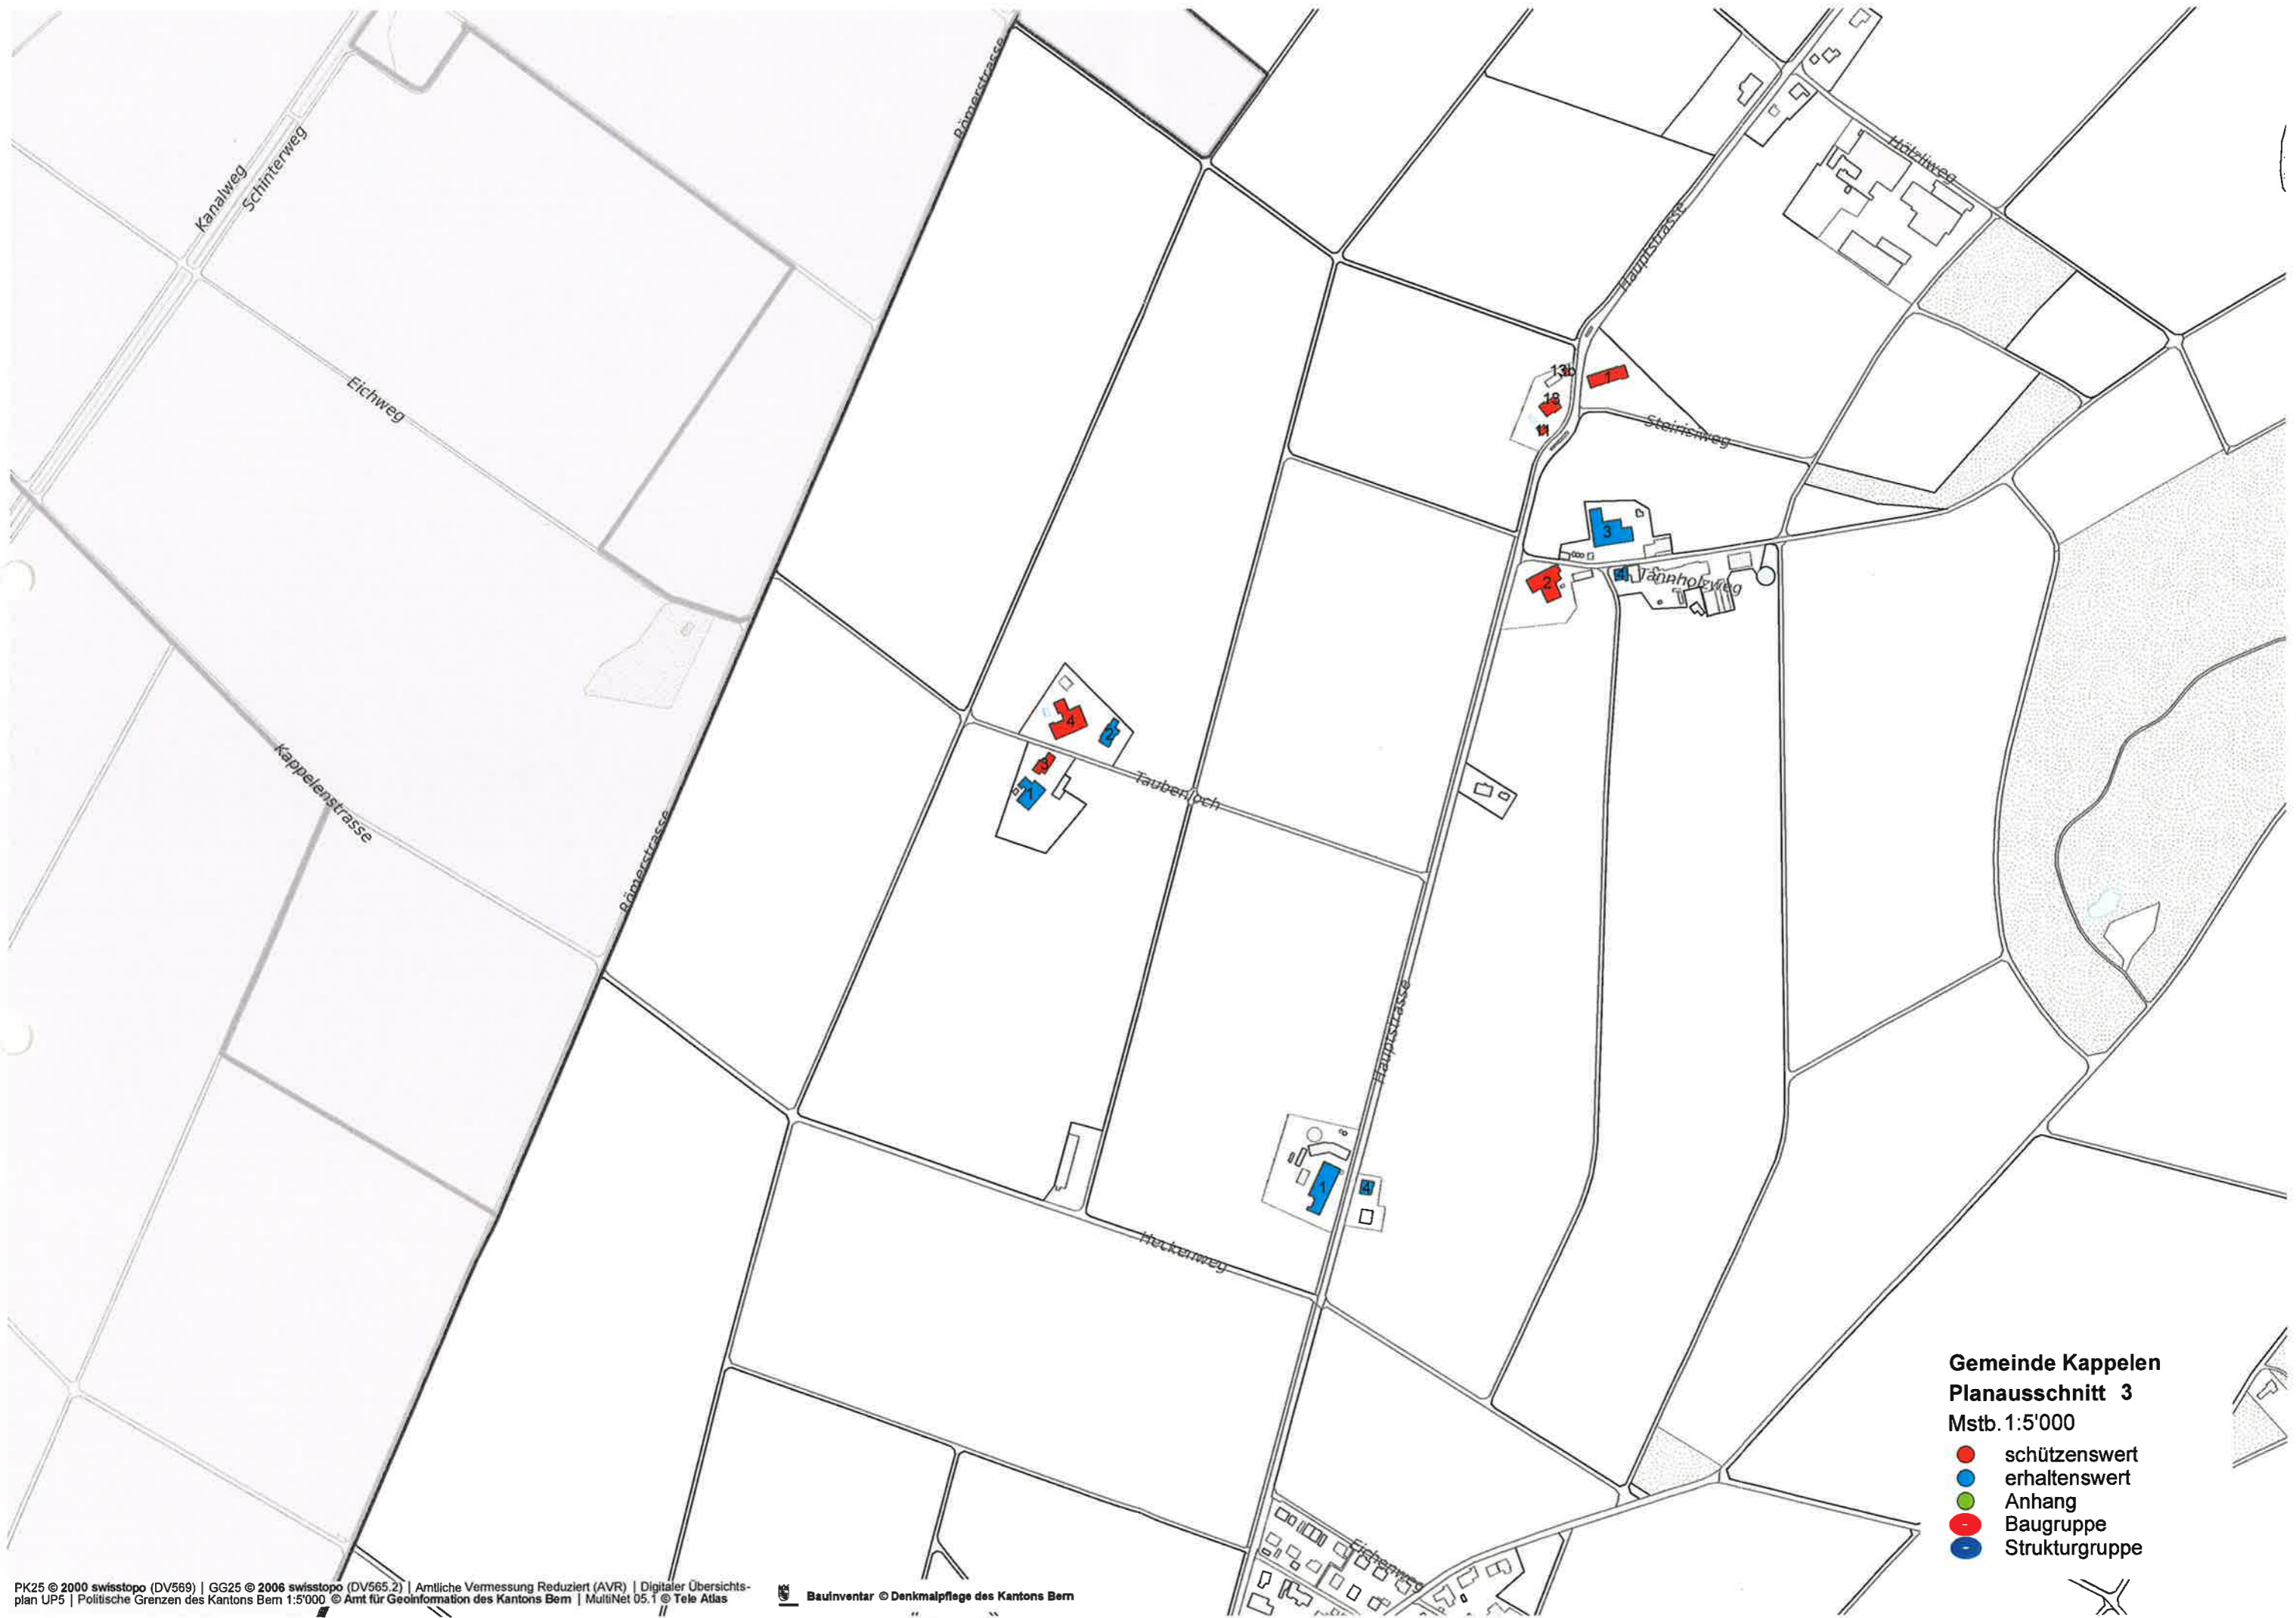 Römerstrasse
Kanalweg
Schinterweg
Hölzliweg
Hauptstrasse
Eichweg
13b
1
13
11
Steirisweg
3
2
4
Tannholzweg
4
2
3
1
Taubenloch
Kappelenstrasse
Römerstrasse
Hauptstrasse
1
4
Heckenweg
Eichenweg
Gemeinde Kappelen
Planausschnitt 3
Mstb. 1:5'000
schützenswert
erhaltenswert
Anhang
Baugruppe
Strukturgruppe
PK25 © 2000 swisstopo (DV569) | GG25 © 2006 swisstopo (DV565.2) | Amtliche Vermessung Reduziert (AVR) | Digitaler Übersichts-
plan UP5 | Politische Grenzen des Kantons Bern 1:5'000 © Amt für Geoinformation des Kantons Bern | MultiNet 05.1 © Tele Atlas
Bauinventar © Denkmalpflege des Kantons Bern